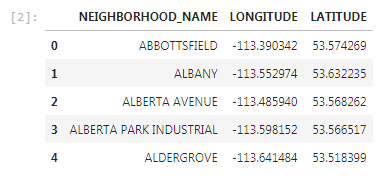 [2]: NEIGHBORHOOD_NAME LONGITUDE LATITUDE
0 ABBOTTSFIELD -113.390342 53.574269
1 ALBANY -113.552974 53.632235
2 ALBERTA AVENUE -113.485940 53.568262
3 ALBERTA PARK INDUSTRIAL -113.598152 53.566517
4 ALDERGROVE -113.641484 53.518399